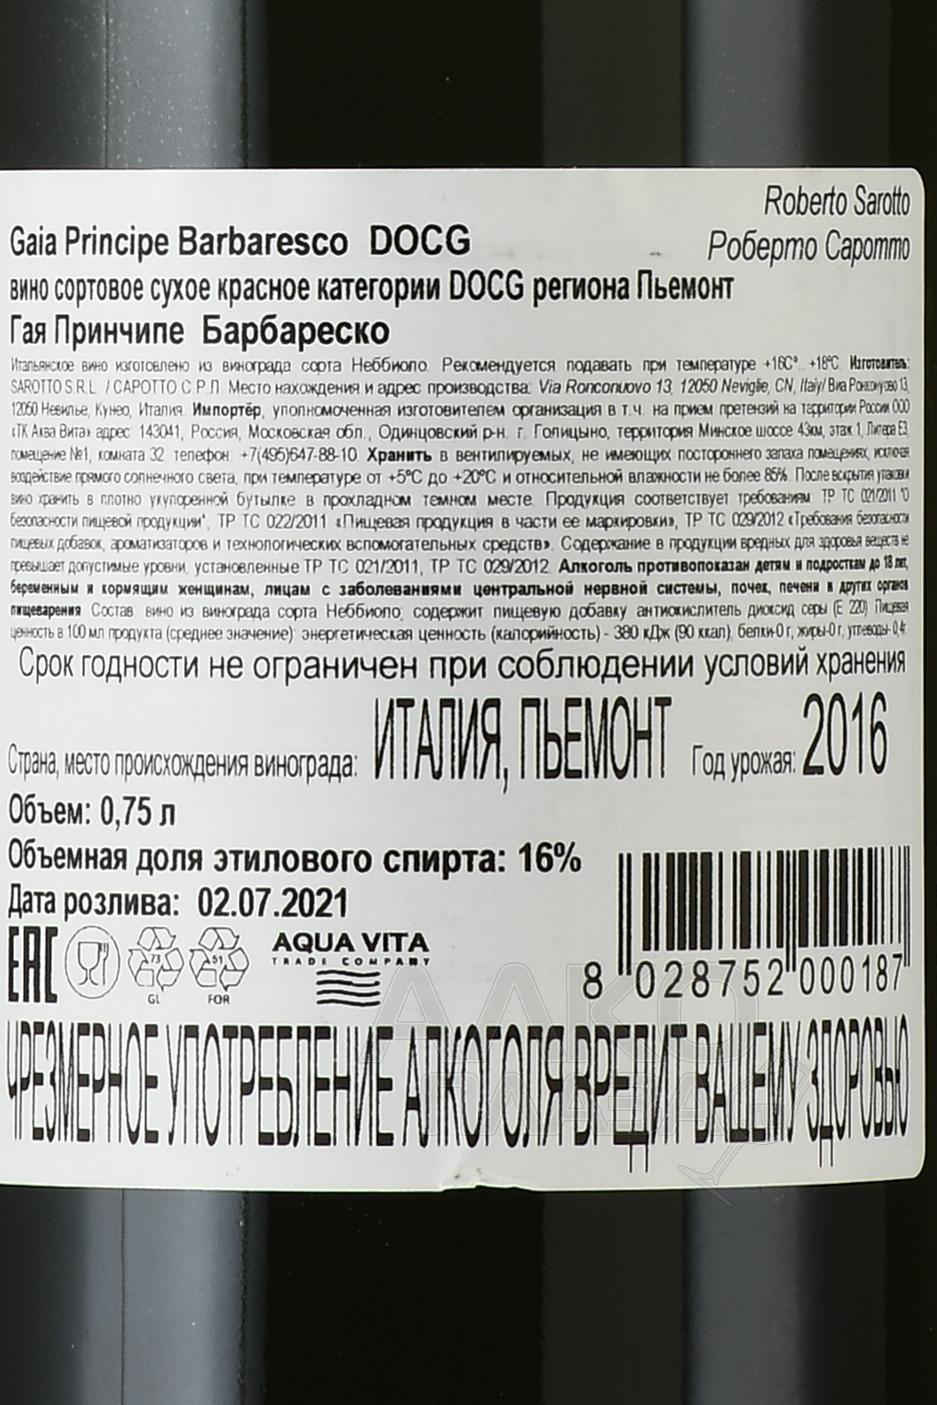 Roberto Sarotto
Gaia Principe Barbaresco DOCG
Роберто Саротто
вино сортовое сухое красное категории DOCG региона Пьемонт
Гая Принчипе Барбареско
Итальянское вино изготовлено из винограда сорта Неббиоло. Рекомендуется подавать при температуре +16С°.. +18°С. Изготовитель:
SAROTTO S.R.L. / САРОТТО С.Р.Л. Место нахождения и адрес производства: Via Ronconuovo 13, 12050 Neviglie, CN, Italy/ Виа Ронконуово 13,
12050 Невилье, Кунео, Италия. Импортёр, уполномоченная изготовителем организация в т.ч. на прием претензий на территории России ООО
«ТК Аква Вита» адрес: 143041, Россия, Московская обл., Одинцовский р-н. г. Голицыно, территория Минское шоссе 43км, этаж 1, Литера Е3,
помещение №1, комната 32. телефон: +7(495)647-88-10. Хранить в вентилируемых, не имеющих постороннего запаха помещениях, исключая
воздействие прямого солнечного света, при температуре от +5°С до +20°С и относительной влажности не более 85%. После вскрытия упаковки
вино хранить в плотно укупоренной бутылке в прохладном темном месте. Продукция соответствует требованиям: ТР ТС 021/2011 "О
безопасности пищевой продукции", ТР ТС 022/2011 «Пищевая продукция в части ее маркировки», ТР ТС 029/2012 «Требования безопасности
пищевых добавок, ароматизаторов и технологических вспомогательных средств». Содержание в продукции вредных для здоровья веществ не
превышает допустимые уровни, установленные ТР ТС 021/2011, ТР ТС 029/2012. Алкоголь противопоказан детям и подросткам до 18 лет,
беременным и кормящим женщинам, лицам с заболеваниями центральной нервной системы, почек, печени и других органов
пищеварения. Состав: вино из винограда сорта Неббиоло; содержит пищевую добавку антиокислитель диоксид серы (Е 220). Пищевая
ценность в 100 мл продукта (среднее значение): энергетическая ценность (калорийность) - 380 кДж (90 ккал), белки-0 г, жиры-0 г, углеводы- 0,4г
Срок годности не ограничен при соблюдении условий хранения
Страна, место происхождения винограда: ИТАЛИЯ, ПЬЕМОНТ Год урожая: 2016
Объем: 0,75 л
Объемная доля этилового спирта: 16%
Дата розлива: 02.07.2021
EAC
73
GL
51
FOR
AQUA VITA
TRADE COMPANY
8 028752 000187
ЧРЕЗМЕРНОЕ УПОТРЕБЛЕНИЕ АЛКОГОЛЯ ВРЕДИТ ВАШЕМУ ЗДОРОВЬЮ